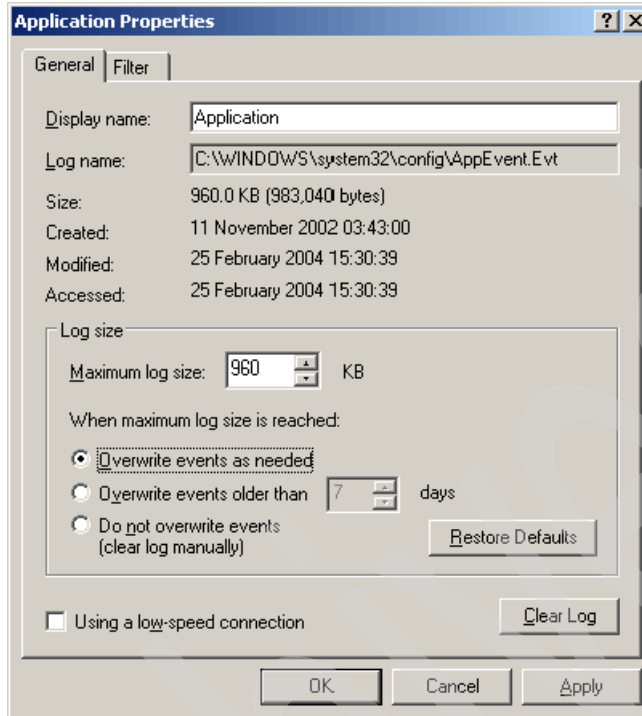 Application Properties
General Filter
Display name: Application
Log name: C:\WINDOWS\system32\config\AppEvent.Evt
Size: 960.0 KB (983,040 bytes)
Created: 11 November 2002 03:43:00
Modified: 25 February 2004 15:30:39
Accessed: 25 February 2004 15:30:39
Log size
Maximum log size: 960 KB
When maximum log size is reached:
Overwrite events as needed
Overwrite events older than 7 days
Do not overwrite events
(clear log manually)
Restore Defaults
Using a low-speed connection
Clear Log
OK Cancel Apply